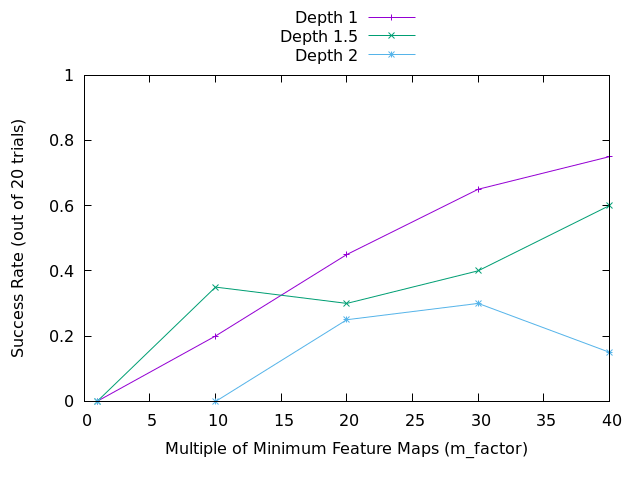 Depth 1
Depth 1.5
Depth 2
1
0.8
0.6
0.4
0.2
0
0 5 10 15 20 25 30 35 40
Success Rate (out of 20 trials)
Multiple of Minimum Feature Maps (m_factor)